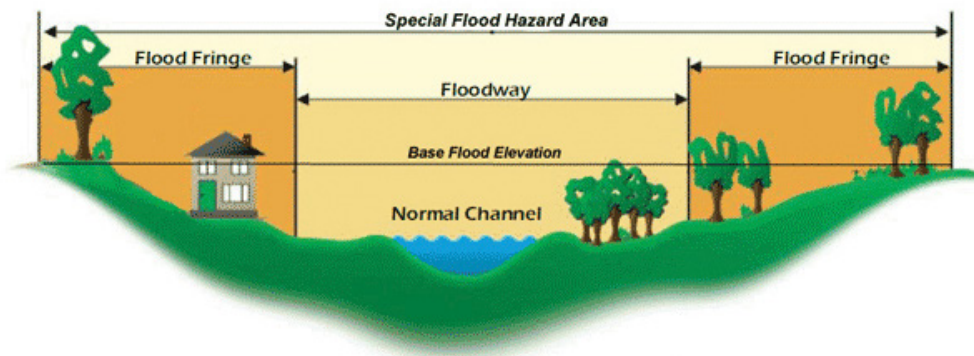 Special Flood Hazard Area
Flood Fringe
Flood Fringe
Floodway
Base Flood Elevation
Normal Channel